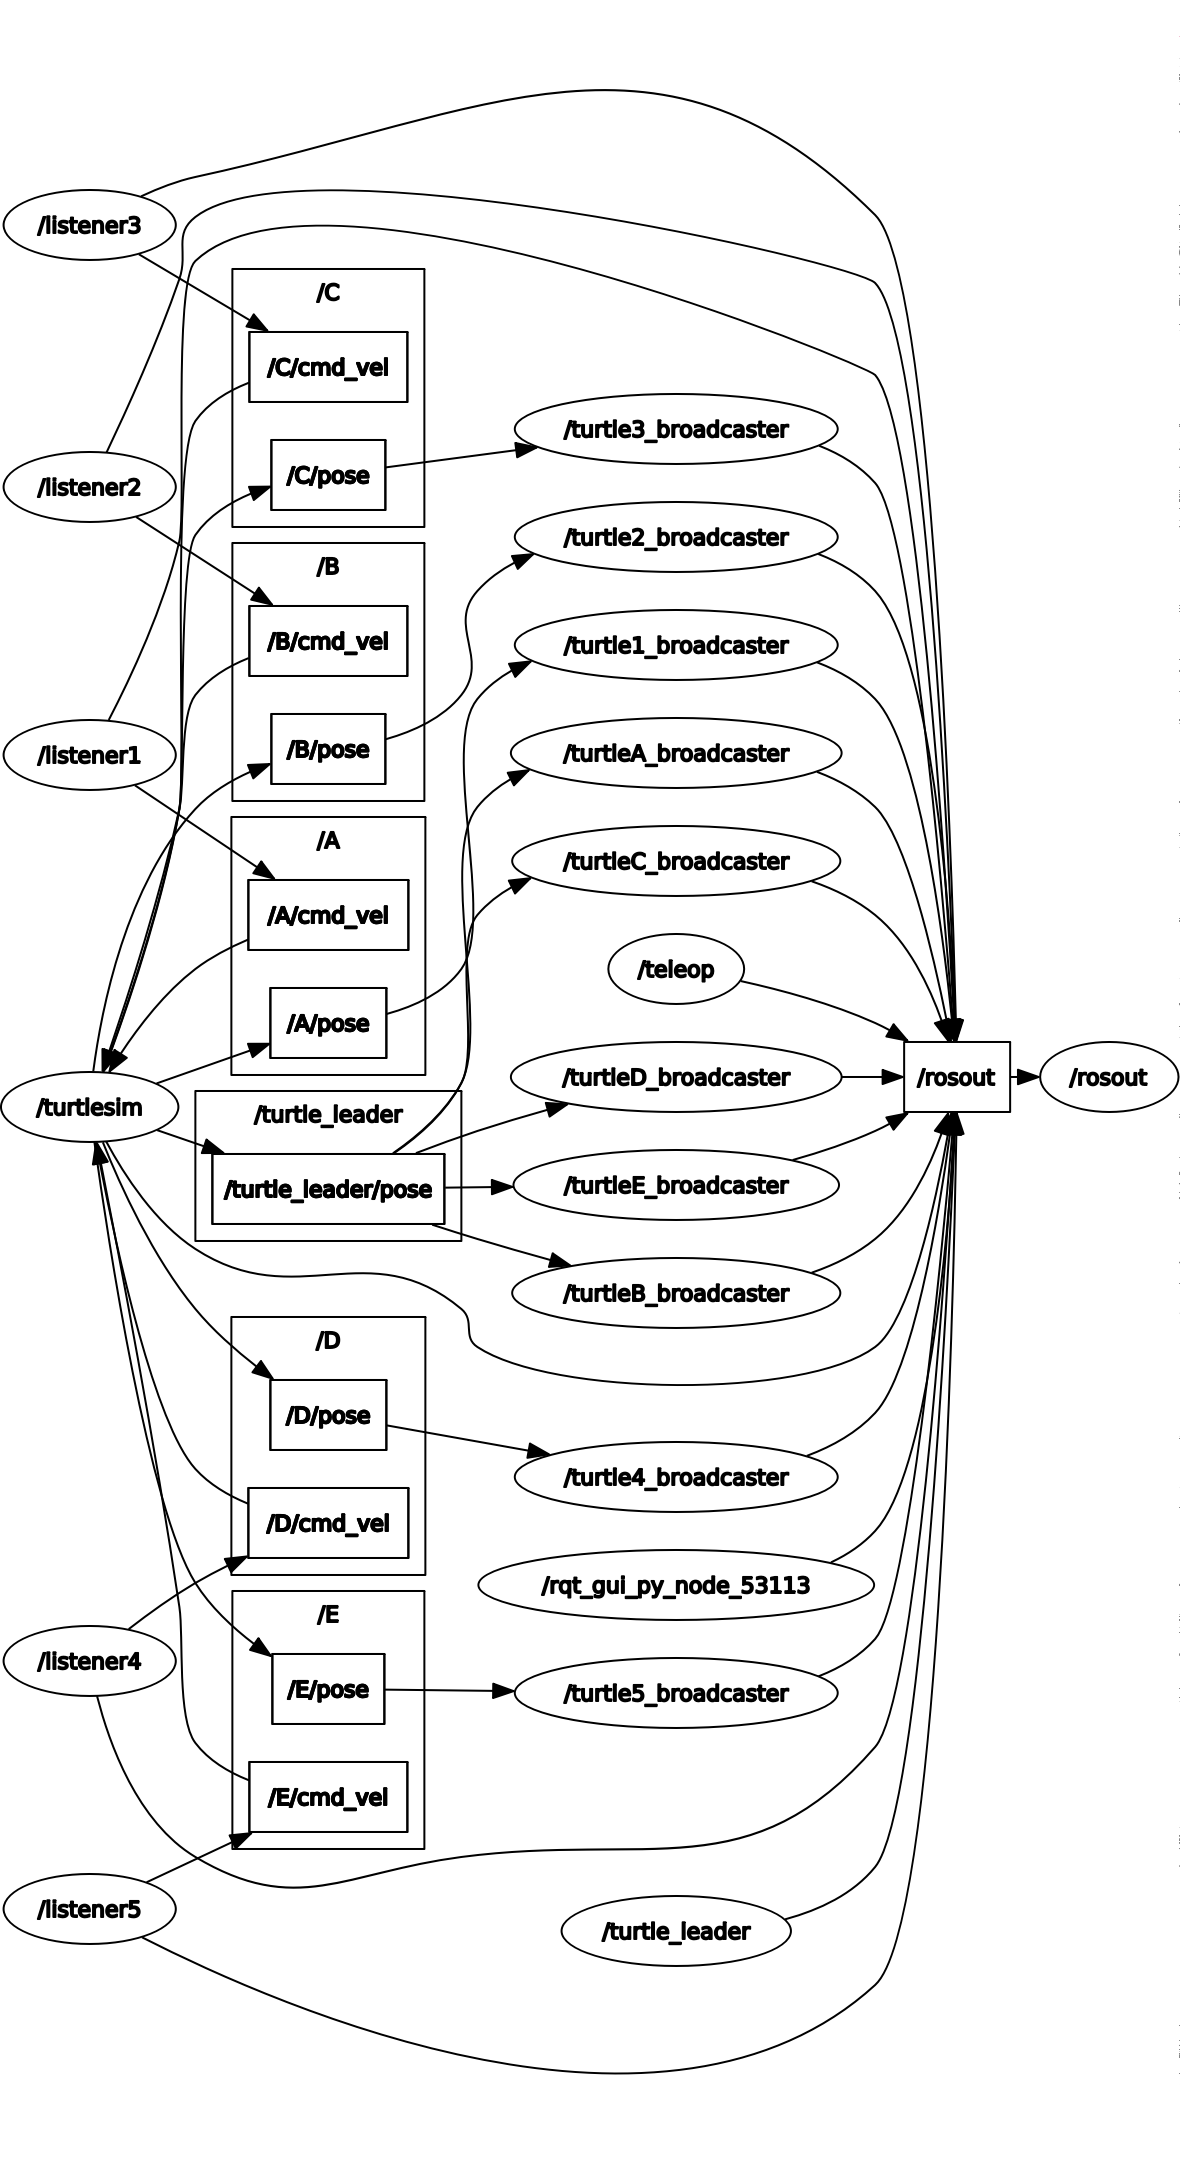 /listener3
/C
/C/cmd_vel
/turtle3_broadcaster
/C/pose
/listener2
/turtle2_broadcaster
/B
/B/cmd_vel
/turtle1_broadcaster
/B/pose
/turtleA_broadcaster
/listener1
/A
/turtleC_broadcaster
/A/cmd_vel
/teleop
/A/pose
/turtleD_broadcaster
/rosout
/rosout
/turtlesim
/turtle_leader
/turtle_leader/pose
/turtleE_broadcaster
/turtleB_broadcaster
/D
/D/pose
/turtle4_broadcaster
/D/cmd_vel
/rqt_gui_py_node_53113
/E
/listener4
/E/pose
/turtle5_broadcaster
/E/cmd_vel
/listener5
/turtle_leader